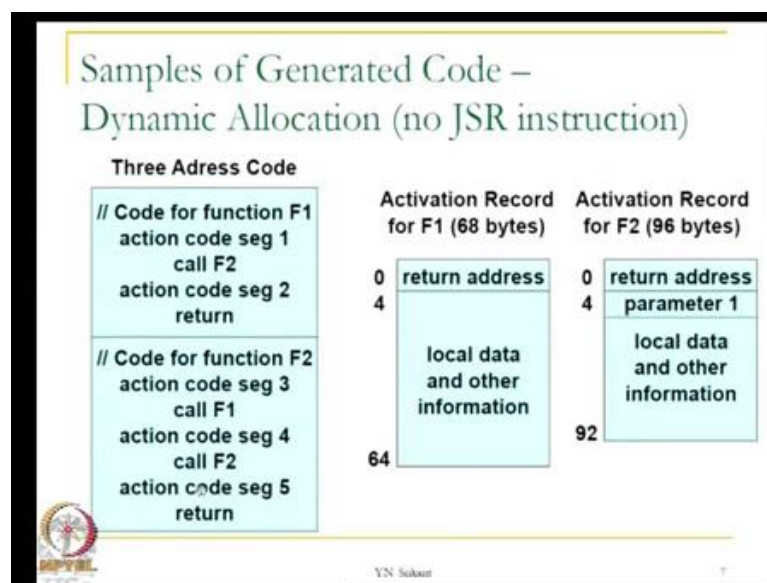 Samples of Generated Code –
Dynamic Allocation (no JSR instruction)
Three Adress Code
// Code for function F1
action code seg 1
call F2
action code seg 2
return
// Code for function F2
action code seg 3
call F1
action code seg 4
call F2
action code seg 5
return
Activation Record
for F1 (68 bytes)
0 return address
4
local data
and other
information
64
Activation Record
for F2 (96 bytes)
0 return address
4 parameter 1
local data
and other
information
92
NPTEL
Y.N. Srikant
7